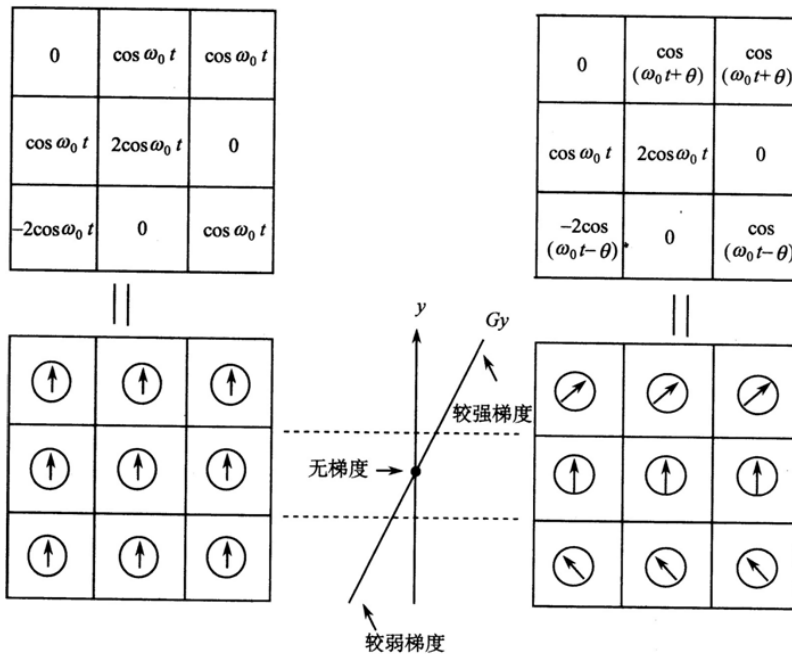 0 cos ω₀ t cos ω₀ t
cos ω₀ t 2cos ω₀ t 0
−2cos ω₀ t 0 cos ω₀ t
0 cos (ω₀ t + θ) cos (ω₀ t + θ)
cos ω₀ t 2cos ω₀ t 0
−2cos (ω₀ t − θ) 0 cos (ω₀ t − θ)
y
Gy
较强梯度
无梯度
较弱梯度